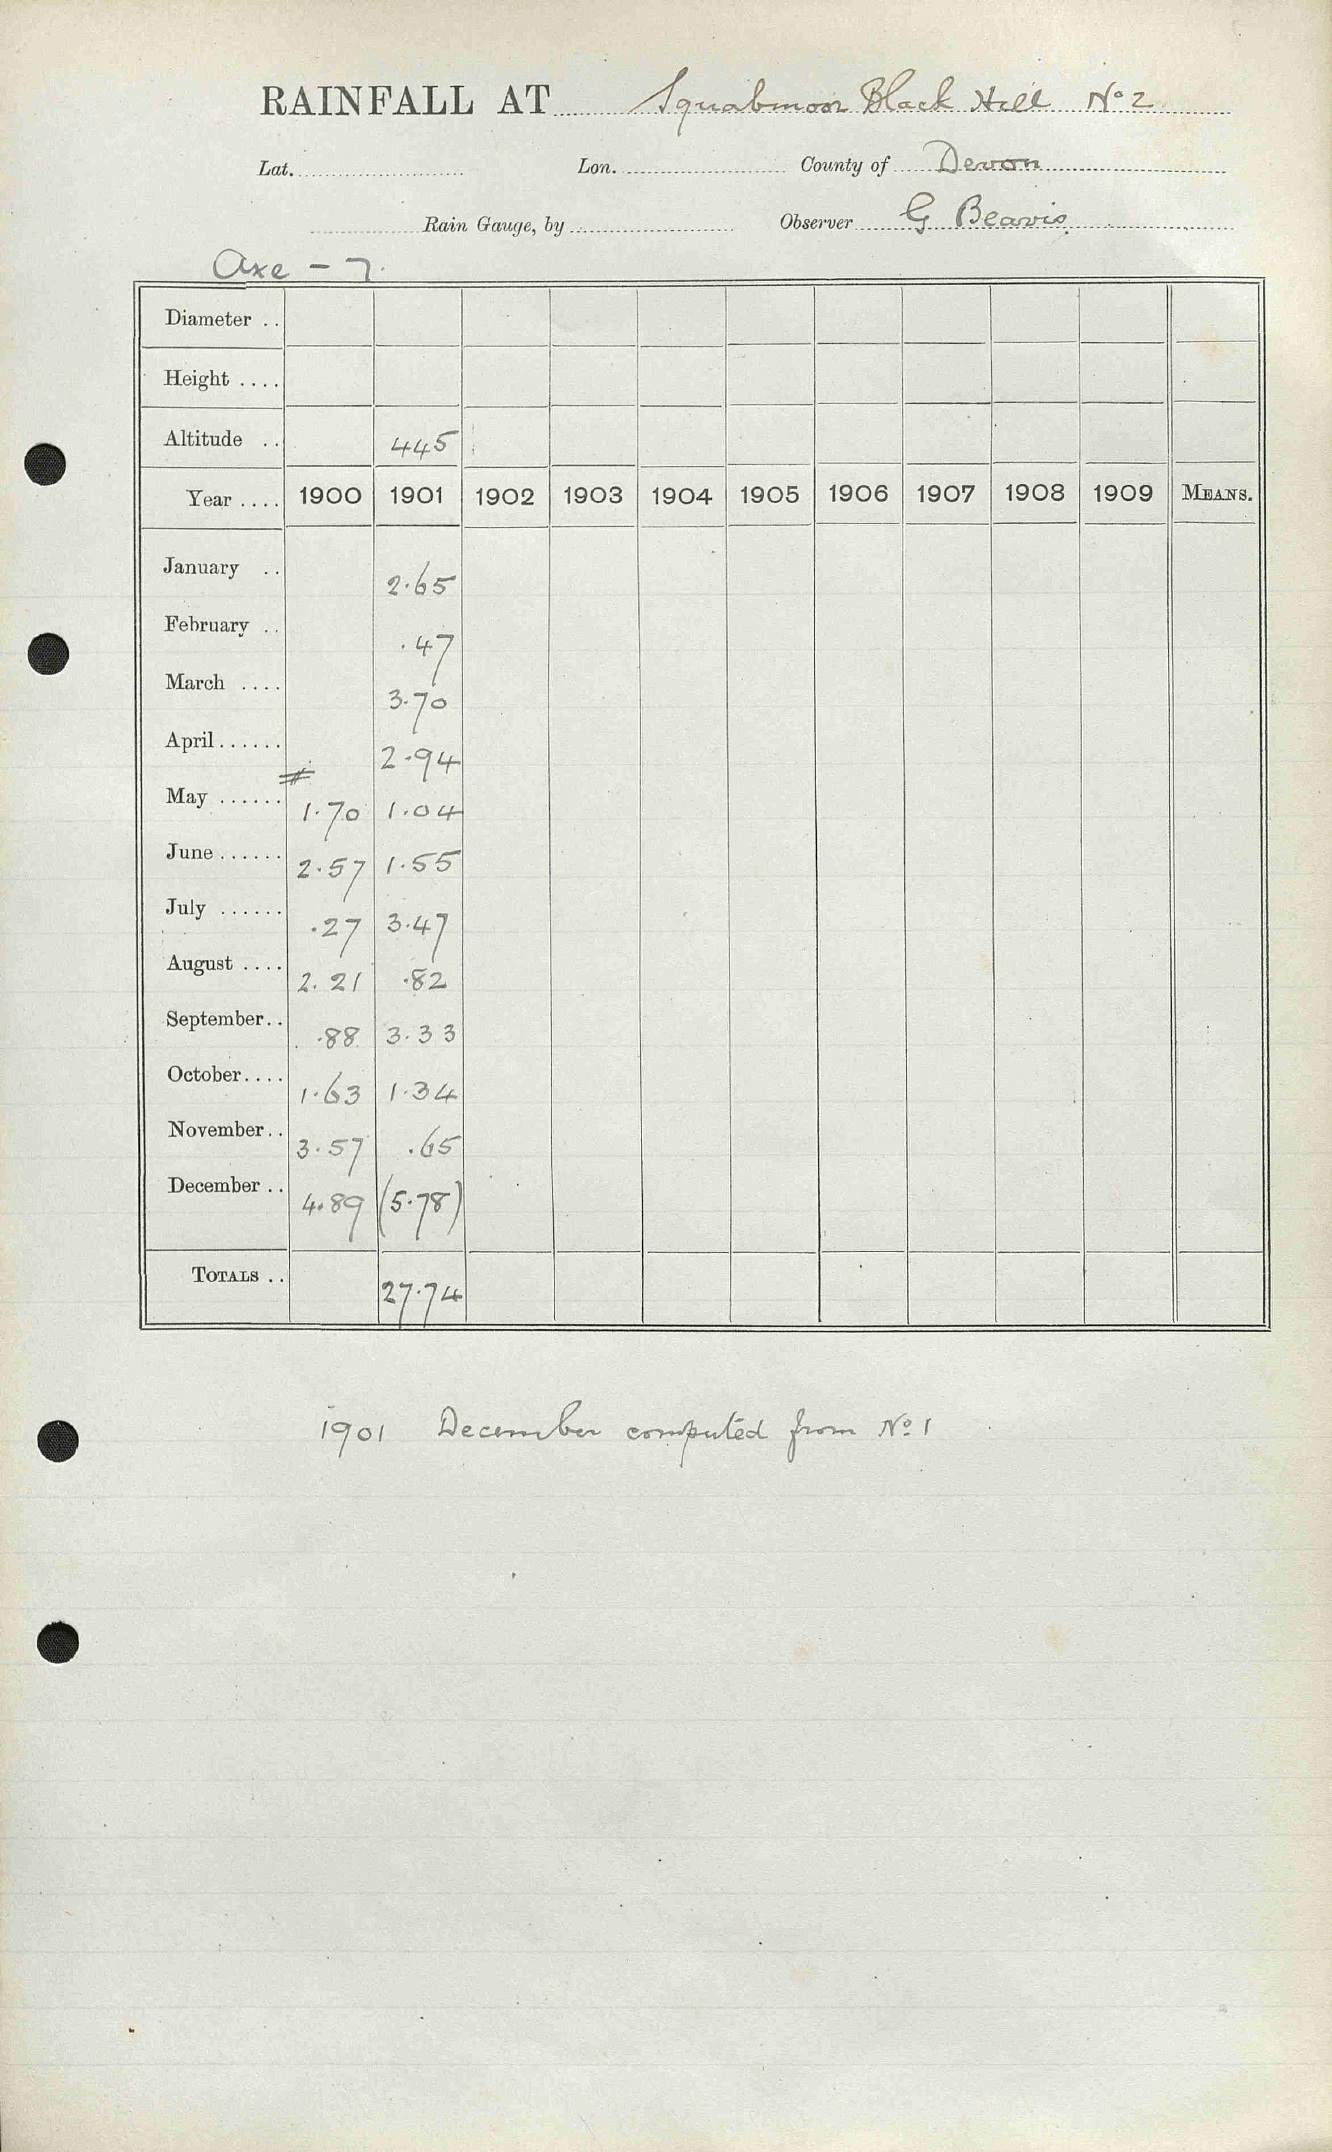 RAINFALL AT Squabmoor Black Hill No 2
Lat. Lon. County of Devon
Rain Gauge, by Observer G Beavis
Axe - 7.
Diameter ..
Height ....
Altitude .. 445
Year .... 1900 1901 1902 1903 1904 1905 1906 1907 1908 1909 MEANS.
January .. 2.65
February .. .47
March .... 3.70
April ...... 2.94
May ...... # 1.70 1.04
June ...... 2.57 1.55
July ...... .27 3.47
August .... 2.21 .82
September .. .88 3.33
October .... 1.63 1.34
November .. 3.57 .65
December .. 4.89 (5.78)
TOTALS .. 27.74
1901 December computed from No 1